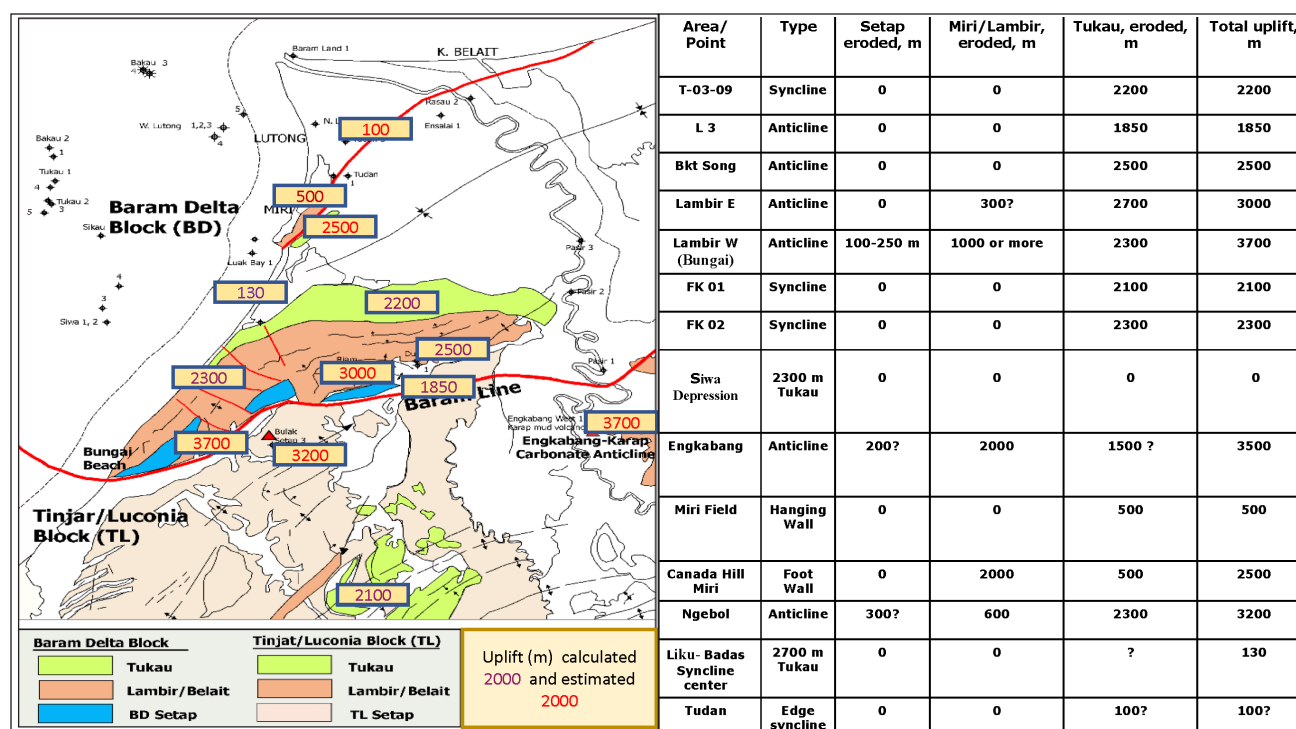 Baram Land 1
K. BELAIT
Bakau 3
4
5
Rasau 2
Ensalai 1
W. Lutong 1,2,3
4
LUTONG
N. L
100
Bakau 2
1
Tukau 1
4
Tukau 2
3
5
Tudan
1
500
MIRI
2500
Baram Delta
Block (BD)
Sikau
Luak Bay 1
Pasir 3
4
3
Siwa 1, 2
130
2200
Pasir 2
2500
1
Pasir 1
2300
3000
1850
Baram Line
Engkabang West 1
Karap mud volcano
3700
Engkabang-Karap
Carbonate Anticline
Bulak
Setap 3
3700
3200
Bungai
Beach
Tinjar/Luconia
Block (TL)
2100
Baram Delta Block
Tukau
Lambir/Belait
BD Setap
Tinjat/Luconia Block (TL)
Tukau
Lambir/Belait
TL Setap
Uplift (m) calculated
2000 and estimated
2000
Area/ Point Type Setap eroded, m Miri/Lambir, eroded, m Tukau, eroded, m Total uplift, m
T-03-09 Syncline 0 0 2200 2200
L 3 Anticline 0 0 1850 1850
Bkt Song Anticline 0 0 2500 2500
Lambir E Anticline 0 300? 2700 3000
Lambir W (Bungai) Anticline 100-250 m 1000 or more 2300 3700
FK 01 Syncline 0 0 2100 2100
FK 02 Syncline 0 0 2300 2300
Siwa Depression 2300 m Tukau 0 0 0 0
Engkabang Anticline 200? 2000 1500 ? 3500
Miri Field Hanging Wall 0 0 500 500
Canada Hill Miri Foot Wall 0 2000 500 2500
Ngebol Anticline 300? 600 2300 3200
Liku- Badas Syncline center 2700 m Tukau 0 0 ? 130
Tudan Edge syncline 0 0 100? 100?